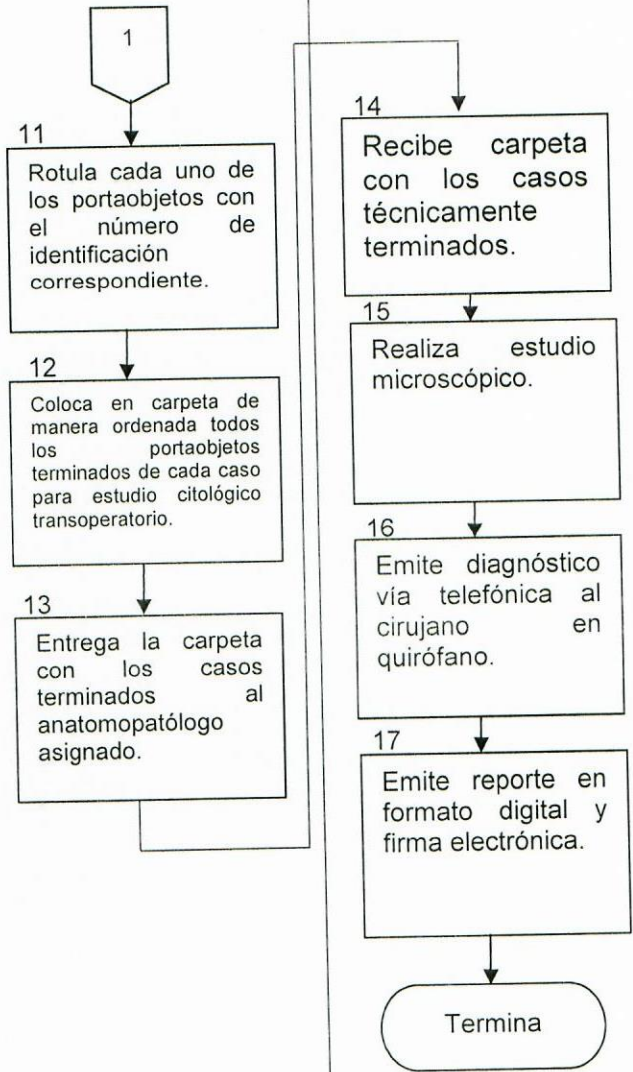 1
11
Rotula cada uno de
los portaobjetos con
el número de
identificación
correspondiente.
12
Coloca en carpeta de
manera ordenada todos
los portaobjetos
terminados de cada caso
para estudio citológico
transoperatorio.
13
Entrega la carpeta
con los casos
terminados al
anatomopatólogo
asignado.
14
Recibe carpeta
con los casos
técnicamente
terminados.
15
Realiza estudio
microscópico.
16
Emite diagnóstico
vía telefónica al
cirujano en
quirófano.
17
Emite reporte en
formato digital y
firma electrónica.
Termina